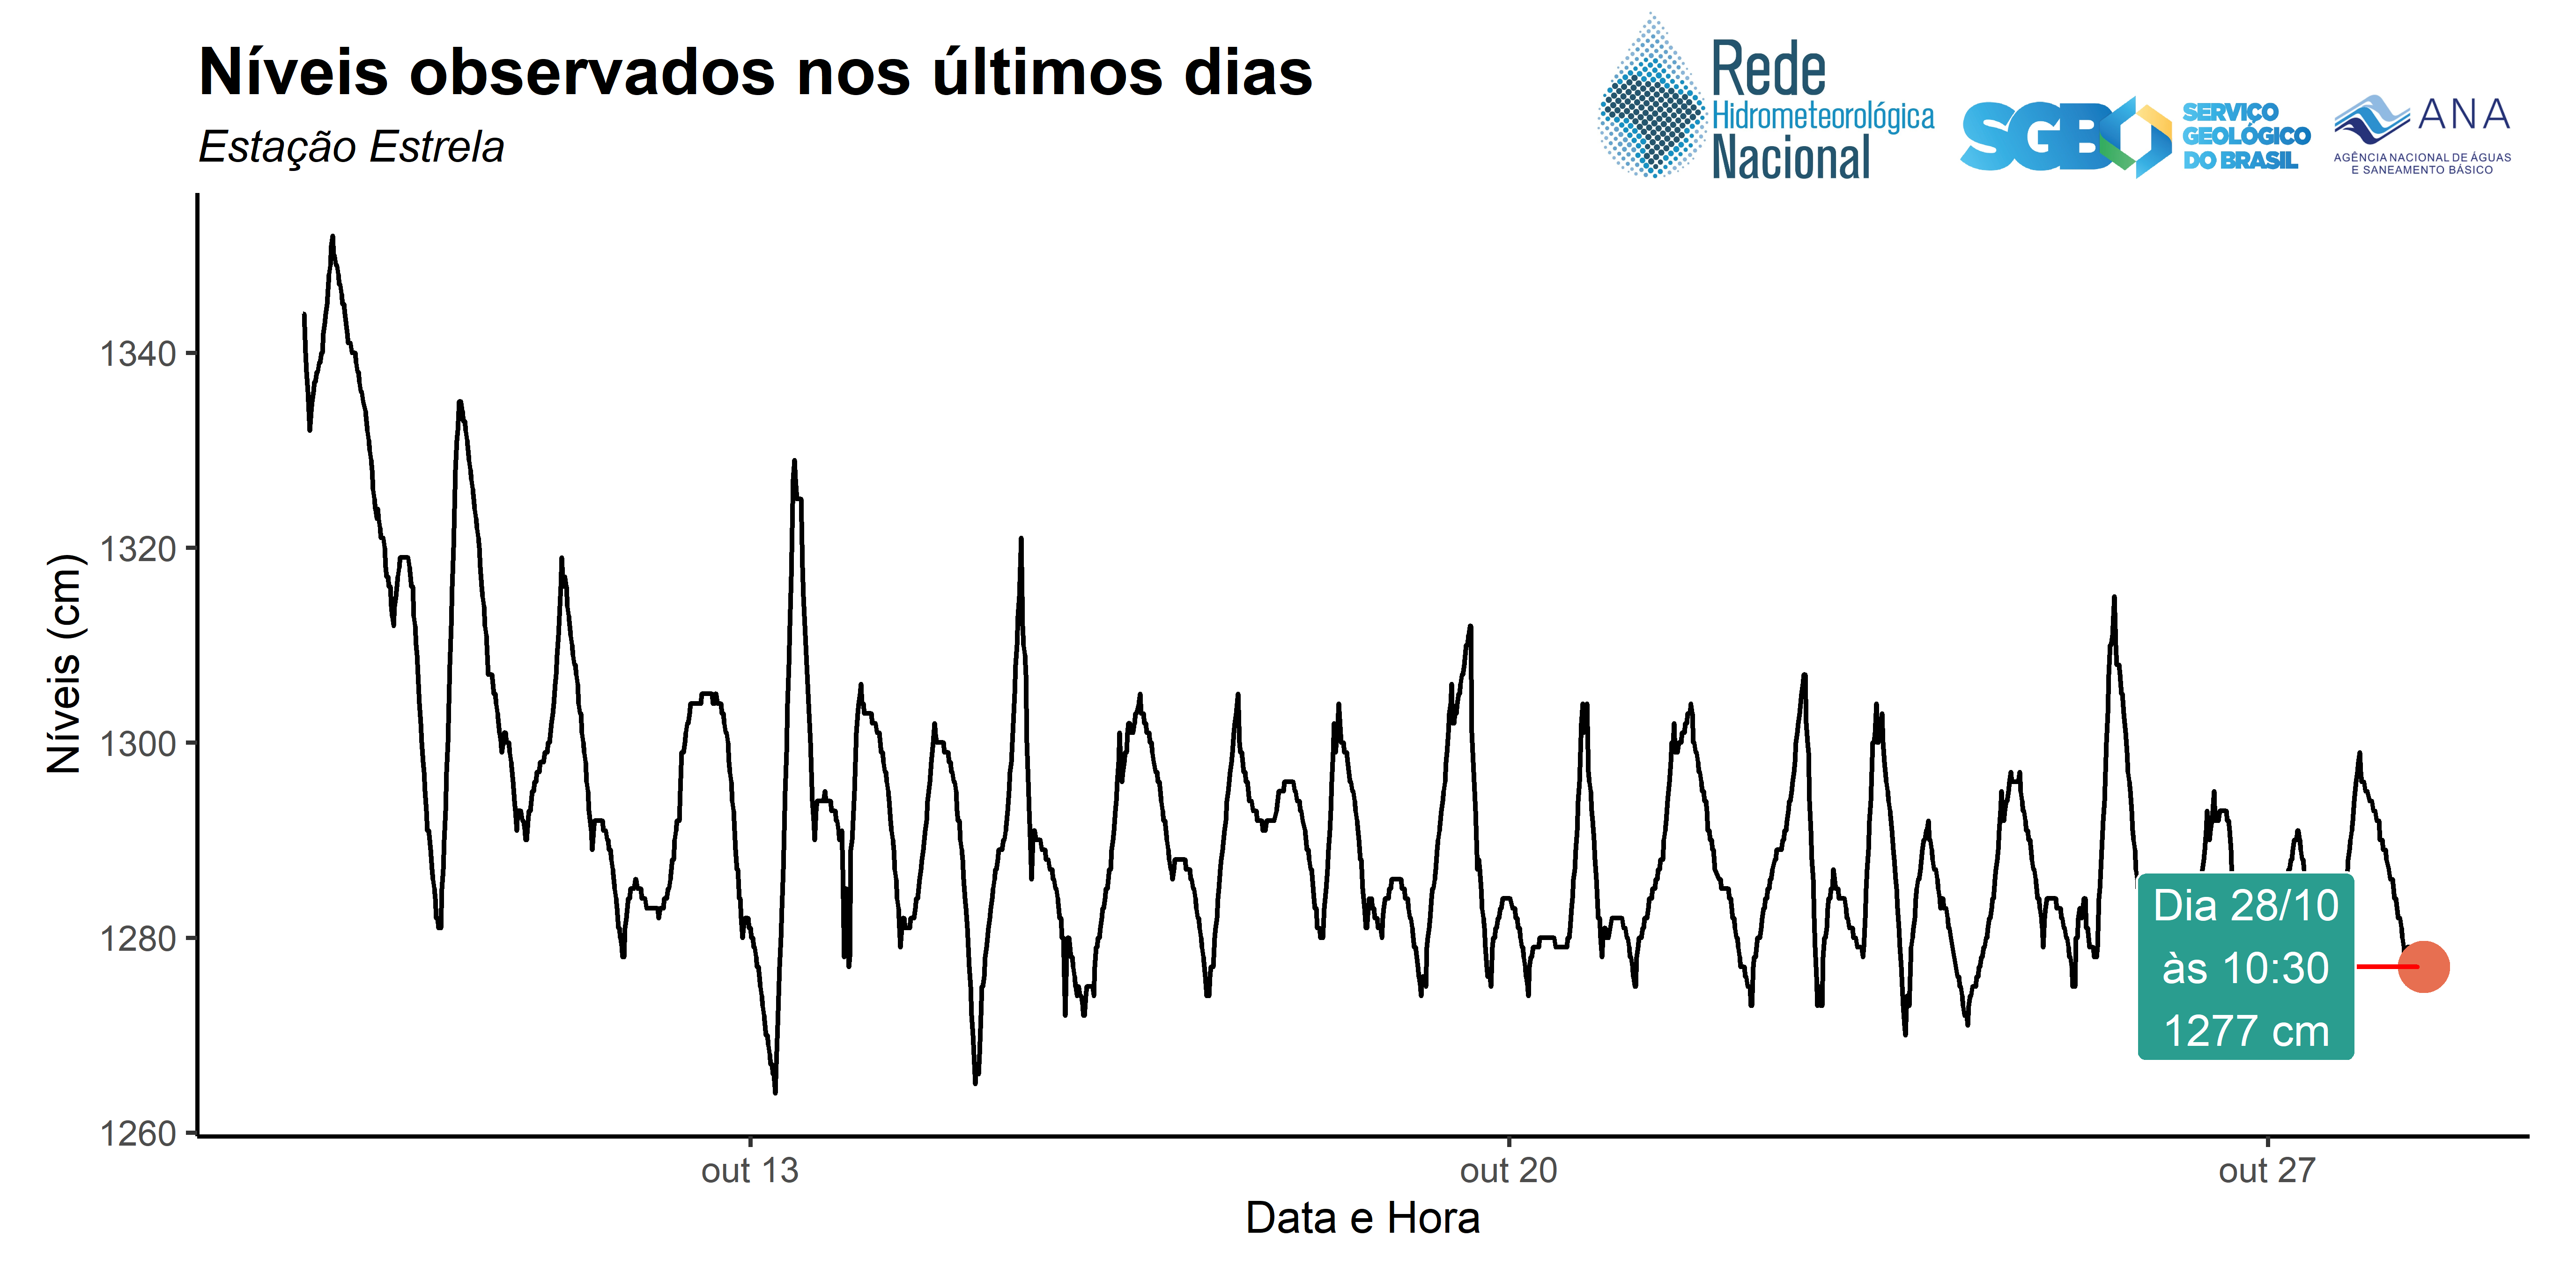 Níveis observados nos últimos dias
Estação Estrela
Rede
Hidrometeorológica
Nacional
SGB
SERVIÇO
GEOLÓGICO
DO BRASIL
ANA
AGÊNCIA NACIONAL DE ÁGUAS
E SANEAMENTO BÁSICO
Níveis (cm)
1340
1320
1300
1280
1260
Dia 28/10
às 10:30
1277 cm
out 13
out 20
out 27
Data e Hora